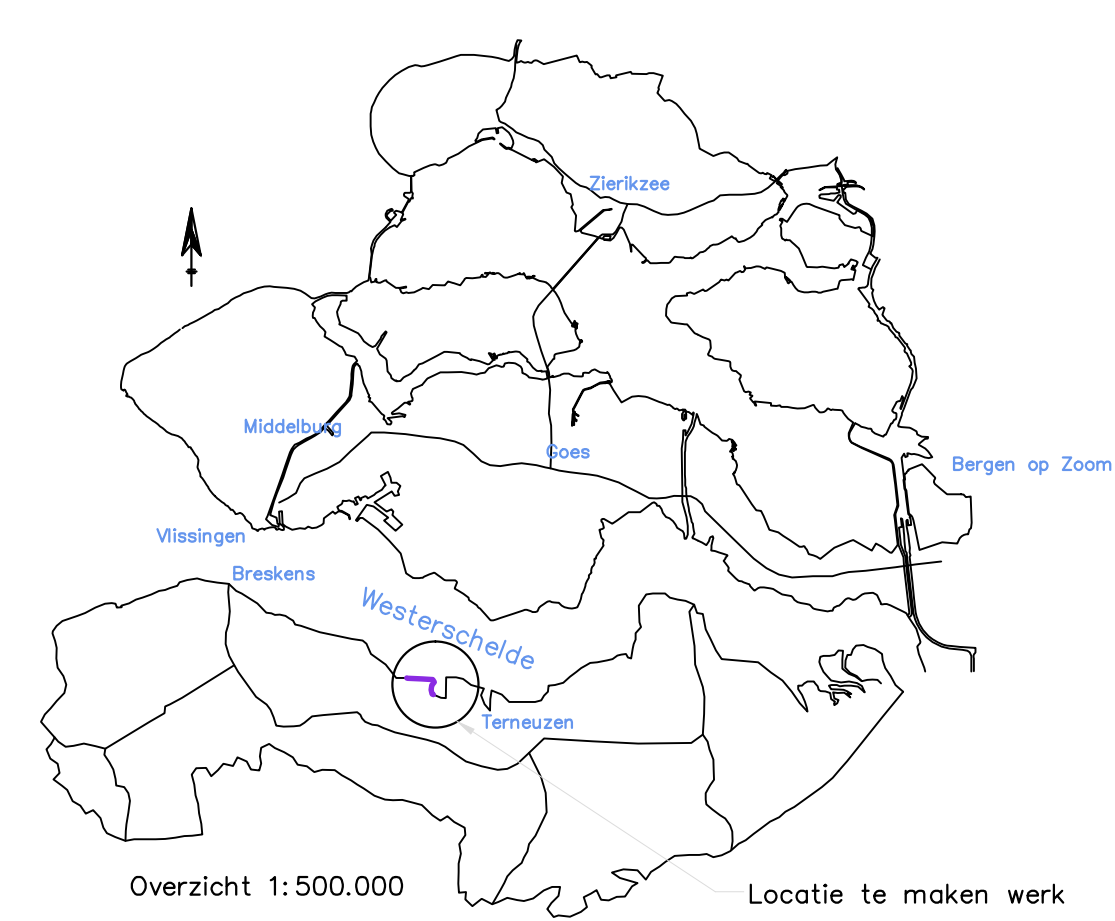 Zierikzee
Middelburg
Goes
Bergen op Zoom
Vlissingen
Breskens
Westerschelde
Terneuzen
Overzicht 1:500.000
Locatie te maken werk